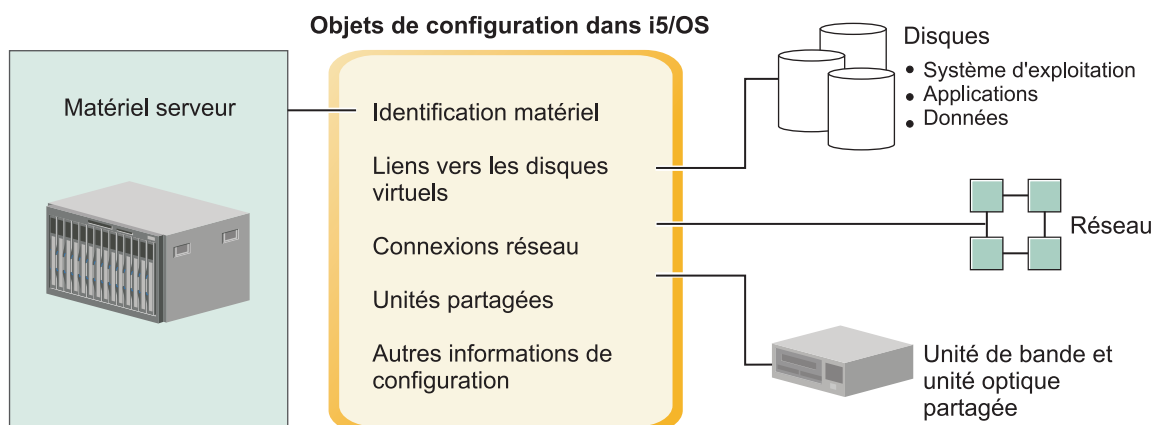 Objets de configuration dans i5/OS
Matériel serveur
Identification matériel
Liens vers les disques
virtuels
Connexions réseau
Unités partagées
Autres informations de
configuration
Disques
• Système d'exploitation
• Applications
• Données
Réseau
Unité de bande et
unité optique
partagée